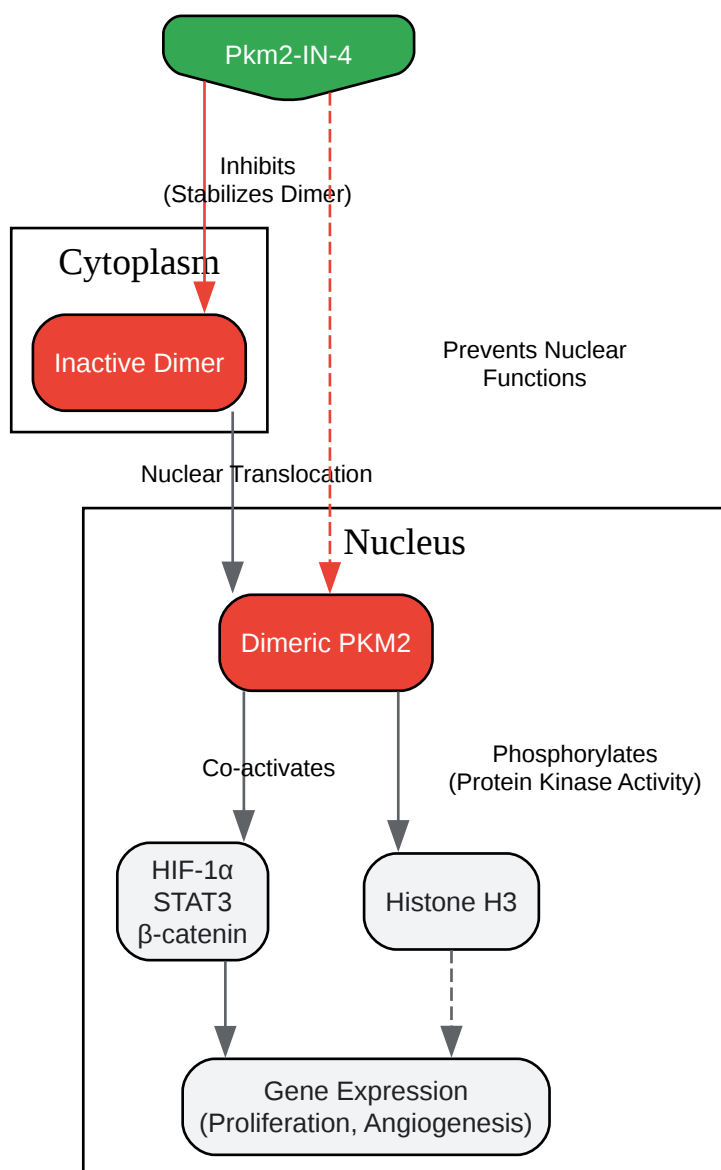 Pkm2-IN-4
Inhibits
(Stabilizes Dimer)
Cytoplasm
Inactive Dimer
Prevents Nuclear
Functions
Nuclear Translocation
Nucleus
Dimeric PKM2
Co-activates
Phosphorylates
(Protein Kinase Activity)
HIF-1α
STAT3
β-catenin
Histone H3
Gene Expression
(Proliferation, Angiogenesis)